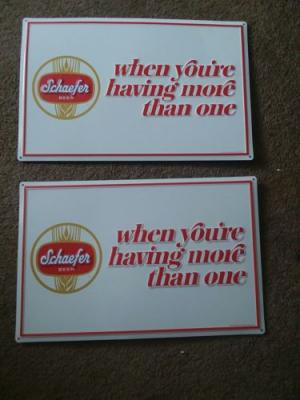 Schaefer
BEER
when you're
having more
than one
Schaefer
BEER
when you're
having more
than one